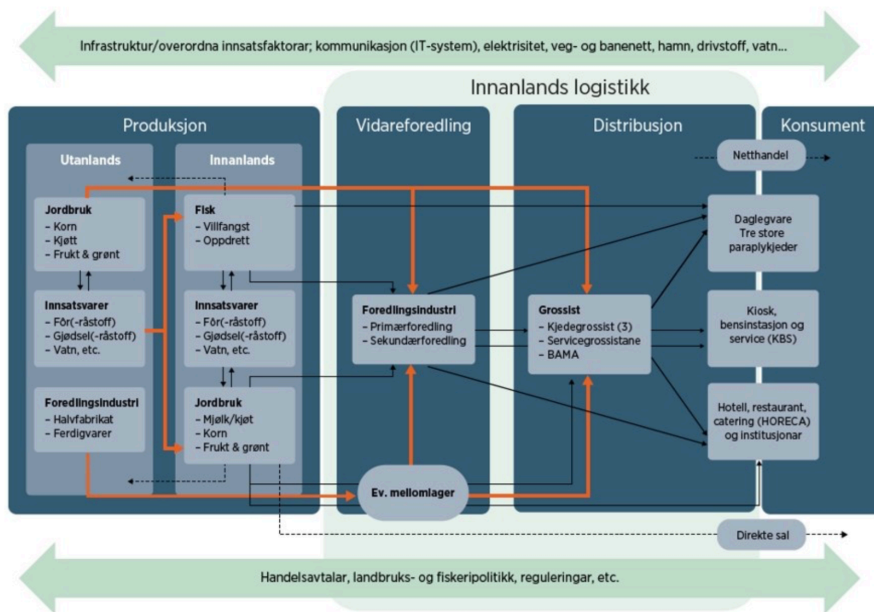 Infrastruktur/overordna innsatsfaktorar; kommunikasjon (IT-system), elektrisitet, veg- og banenett, hamn, drivstoff, vatn...
Innanlands logistikk
Produksjon
Vidareforedling
Distribusjon
Konsument
Utanlands
Innanlands
Netthandel
Jordbruk
– Korn
– Kjøtt
– Frukt & grønt
Fisk
– Villfangst
– Oppdrett
Daglegvare
Tre store
paraplykjeder
Innsatsvarer
– Fôr(-råstoff)
– Gjødsel(-råstoff)
– Vatn, etc.
Innsatsvarer
– Fôr(-råstoff)
– Gjødsel(-råstoff)
– Vatn, etc.
Foredlingsindustri
– Primærforedling
– Sekundærforedling
Grossist
– Kjedegrossist (3)
– Servicegrossistane
– BAMA
Kiosk,
bensinstasjon og
service (KBS)
Foredlingsindustri
– Halvfabrikat
– Ferdigvarer
Jordbruk
– Mjølk/kjøt
– Korn
– Frukt & grønt
Hotell, restaurant,
catering (HORECA)
og institusjonar
Ev. mellomlager
Direkte sal
Handelsavtalar, landbruks- og fiskeripolitikk, reguleringar, etc.